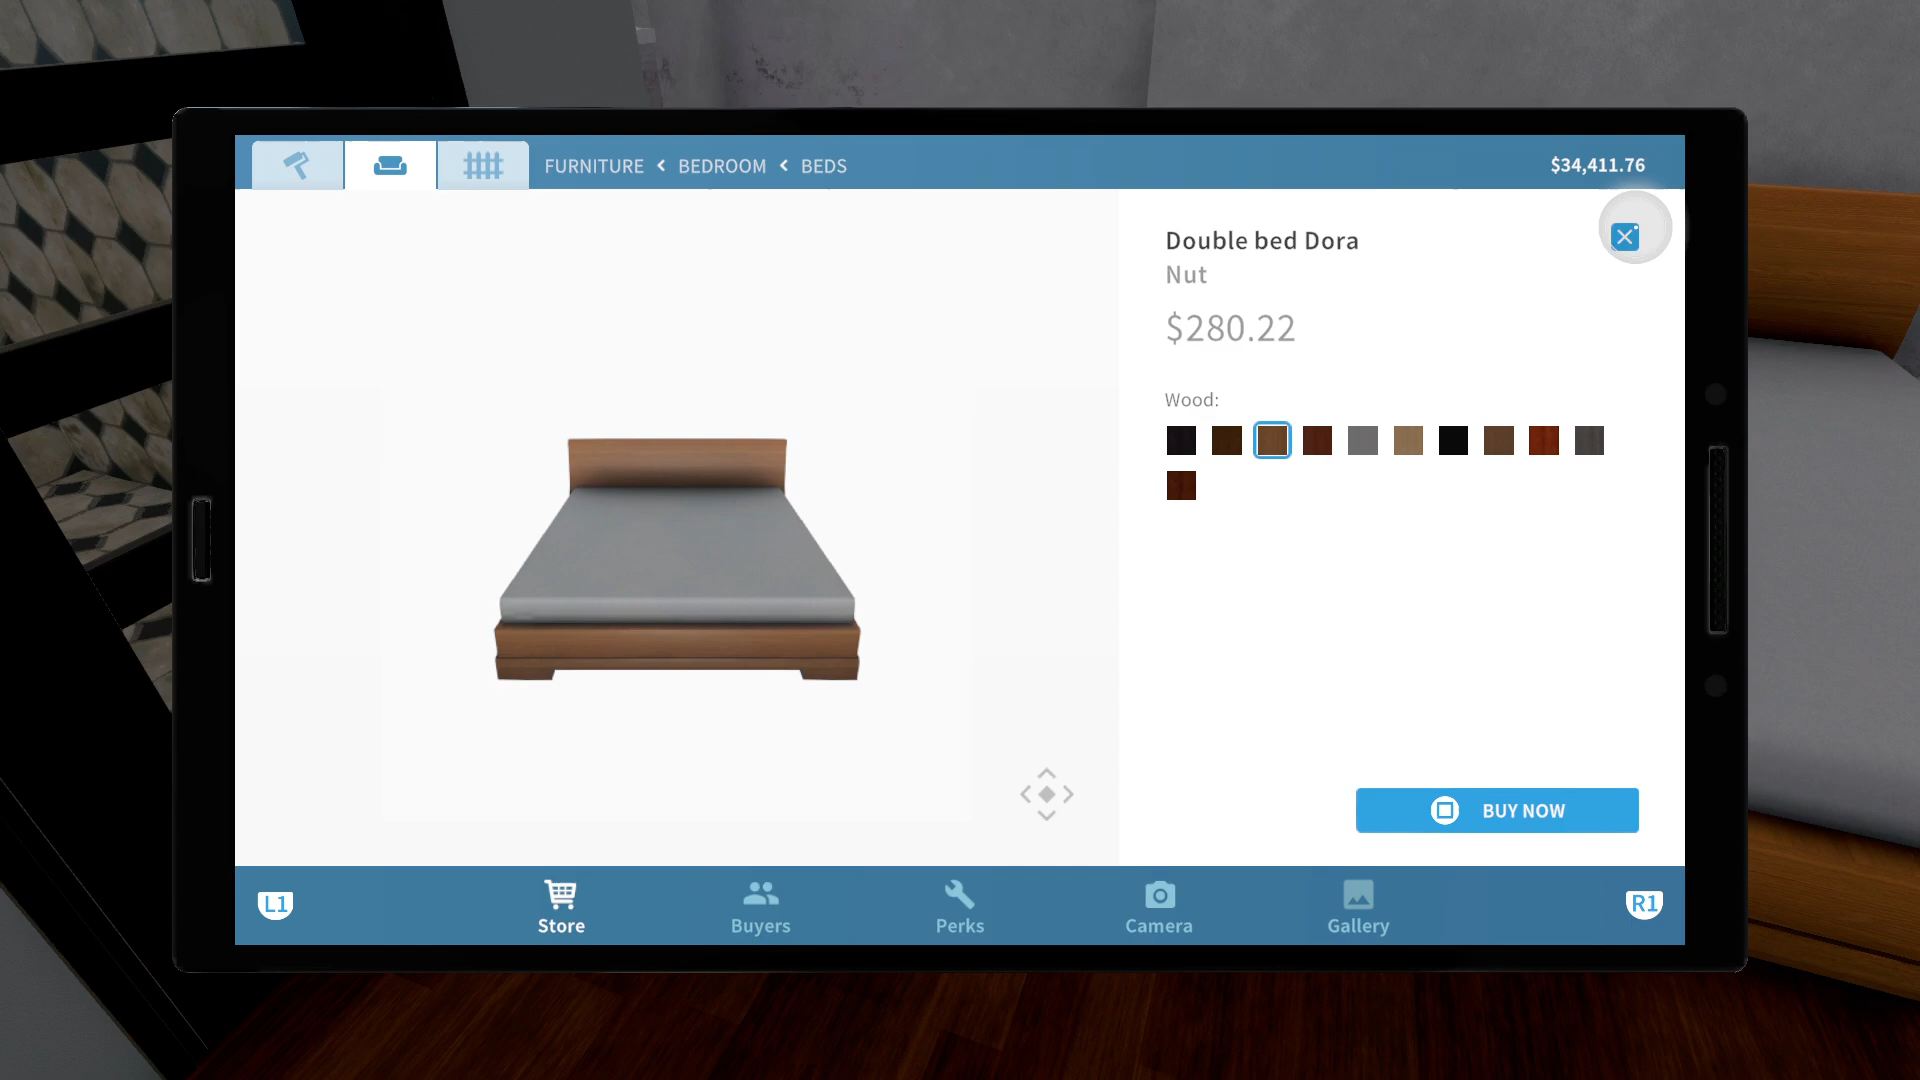 FURNITURE < BEDROOM < BEDS
$34,411.76
Double bed Dora
Nut
$280.22
Wood:
BUY NOW
L1
Store
Buyers
Perks
Camera
Gallery
R1